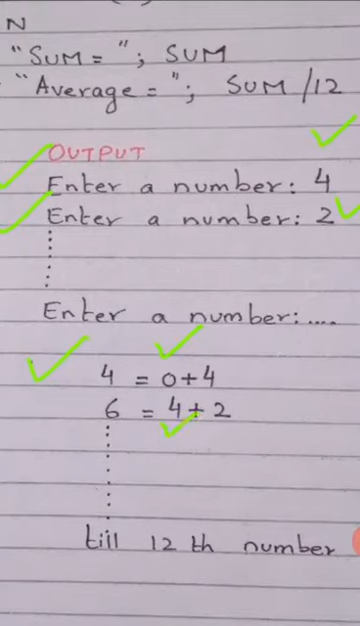 N
"SUM = "; SUM
"Average = "; SUM /12
OUTPUT
Enter a number: 4
Enter a number: 2
Enter a number:....
4 = 0+4
6 = 4+2
till 12 th number